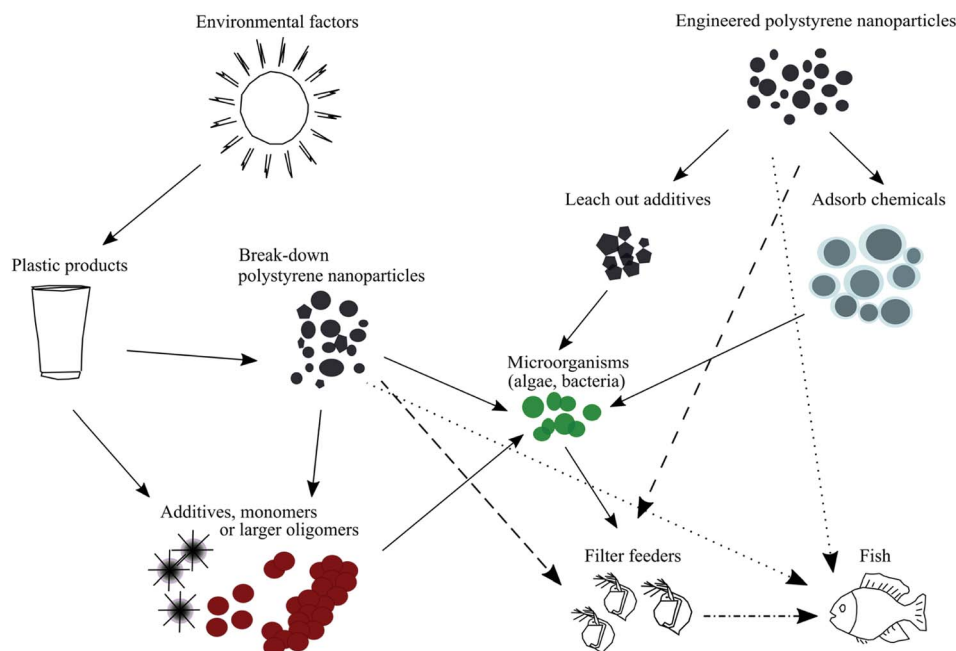 Environmental factors
Engineered polystyrene nanoparticles
Leach out additives
Adsorb chemicals
Plastic products
Break-down
polystyrene nanoparticles
Microorganisms
(algae, bacteria)
Additives, monomers
or larger oligomers
Filter feeders
Fish